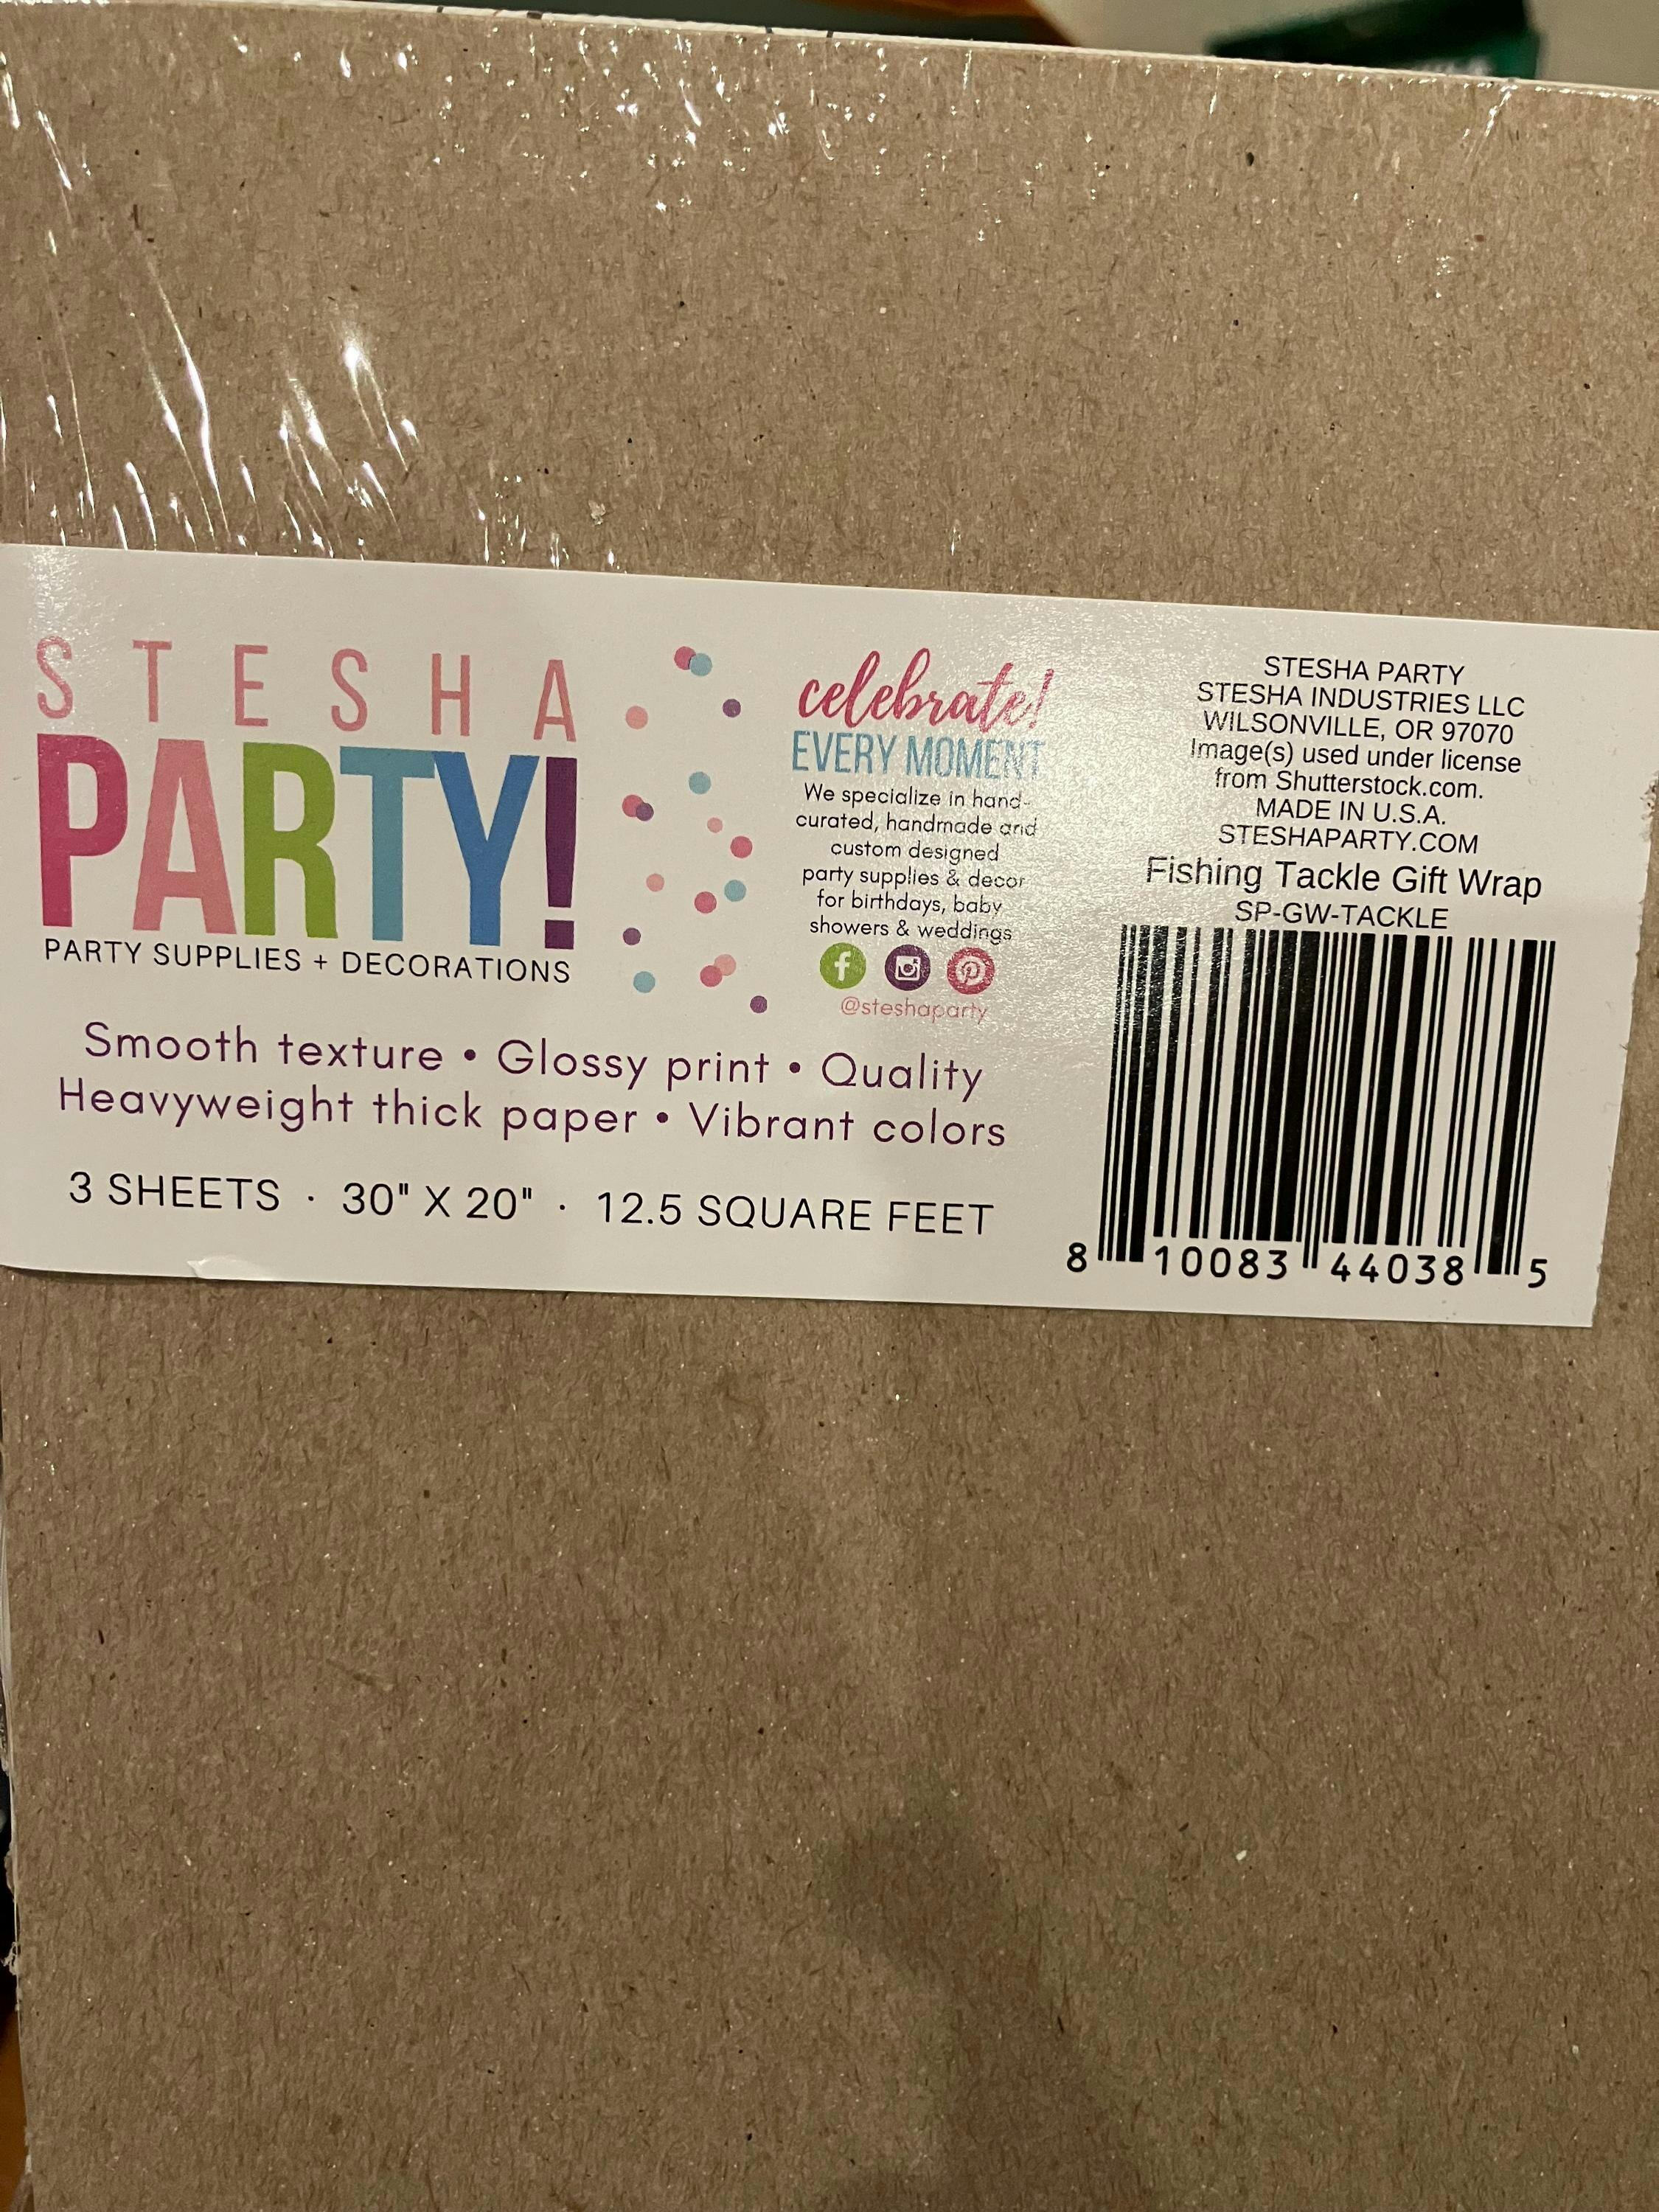 STESHA
PARTY!
PARTY SUPPLIES + DECORATIONS
celebrate!
EVERY MOMENT
We specialize in hand-
curated, handmade and
custom designed
party supplies & decor
for birthdays, baby
showers & weddings
@steshaparty
Smooth texture • Glossy print • Quality
Heavyweight thick paper • Vibrant colors
3 SHEETS · 30" X 20" · 12.5 SQUARE FEET
STESHA PARTY
STESHA INDUSTRIES LLC
WILSONVILLE, OR 97070
Image(s) used under license
from Shutterstock.com.
MADE IN U.S.A.
STESHAPARTY.COM
Fishing Tackle Gift Wrap
SP-GW-TACKLE
8 10083 44038 5